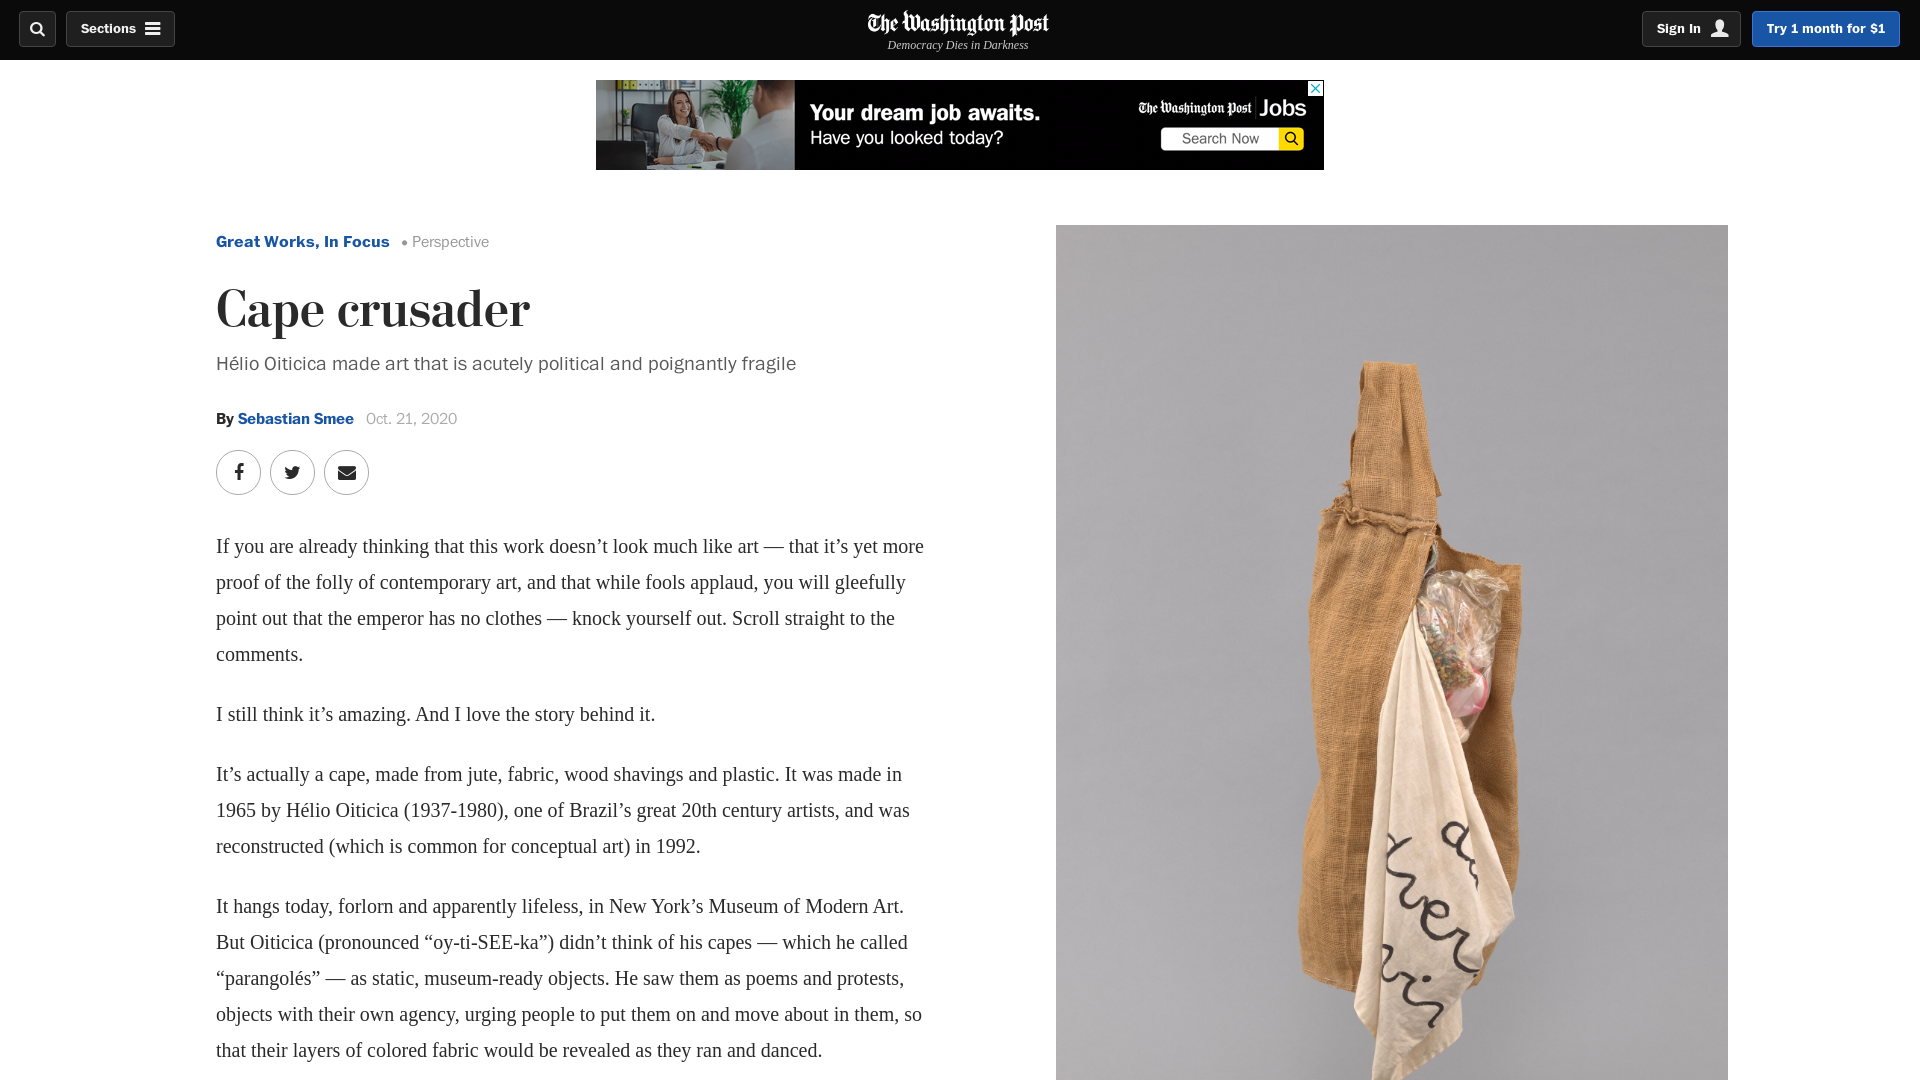 Sections
The Washington Post
Democracy Dies in Darkness
Sign In
Try 1 month for $1
Your dream job awaits.
Have you looked today?
The Washington Post Jobs
Search Now
Great Works, In Focus • Perspective
Cape crusader
Hélio Oiticica made art that is acutely political and poignantly fragile
By Sebastian Smee Oct. 21, 2020
If you are already thinking that this work doesn’t look much like art — that it’s yet more
proof of the folly of contemporary art, and that while fools applaud, you will gleefully
point out that the emperor has no clothes — knock yourself out. Scroll straight to the
comments.
I still think it’s amazing. And I love the story behind it.
It’s actually a cape, made from jute, fabric, wood shavings and plastic. It was made in
1965 by Hélio Oiticica (1937-1980), one of Brazil’s great 20th century artists, and was
reconstructed (which is common for conceptual art) in 1992.
It hangs today, forlorn and apparently lifeless, in New York’s Museum of Modern Art.
But Oiticica (pronounced “oy-ti-SEE-ka”) didn’t think of his capes — which he called
“parangolés” — as static, museum-ready objects. He saw them as poems and protests,
objects with their own agency, urging people to put them on and move about in them, so
that their layers of colored fabric would be revealed as they ran and danced.